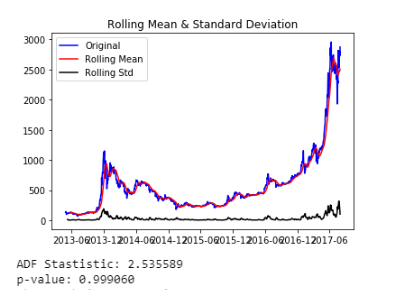 Rolling Mean & Standard Deviation
3000
2500
2000
1500
1000
500
0
Original
Rolling Mean
Rolling Std
2013-06 2013-12 2014-06 2014-12 2015-06 2015-12 2016-06 2016-12 2017-06
ADF Stastistic: 2.535589
p-value: 0.999060